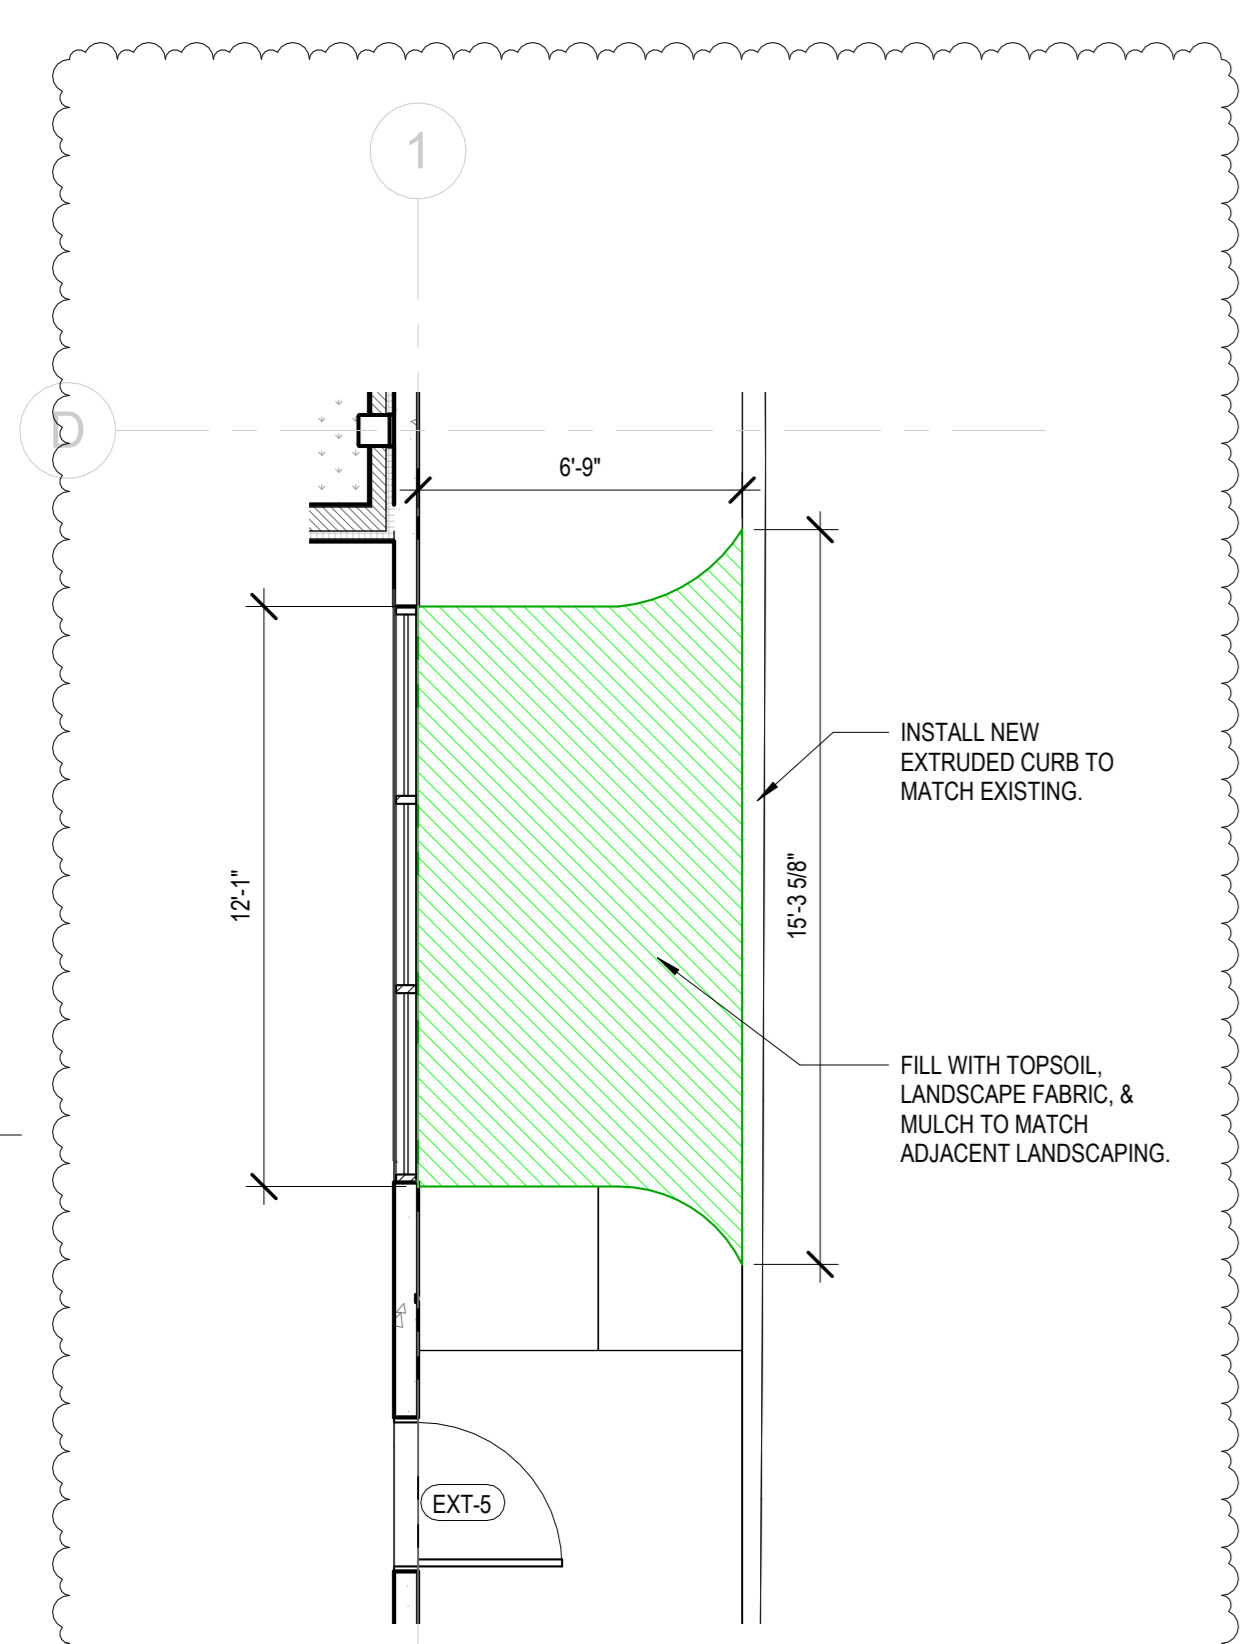 1
D
6'-9"
INSTALL NEW
EXTRUDED CURB TO
MATCH EXISTING.
12'-1"
15'-3 5/8"
FILL WITH TOPSOIL,
LANDSCAPE FABRIC, &
MULCH TO MATCH
ADJACENT LANDSCAPING.
EXT-5